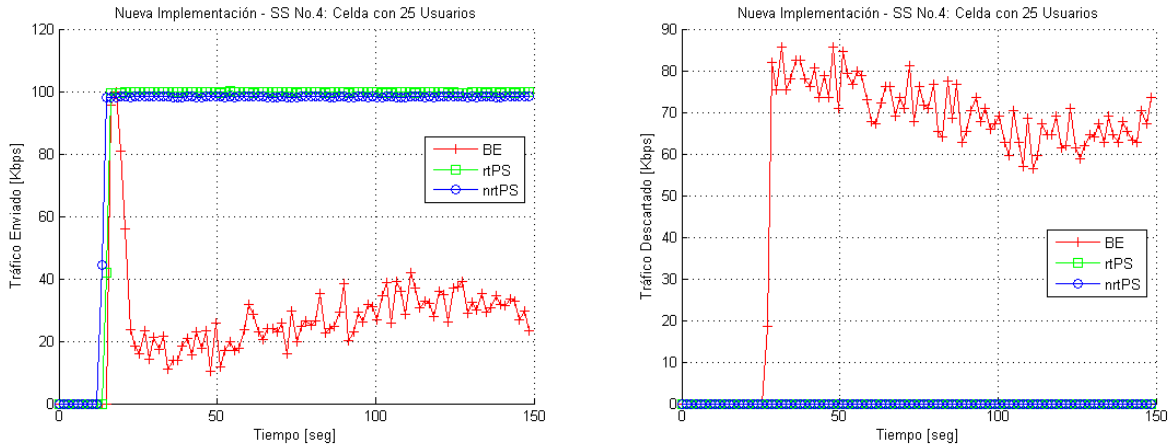 Nueva Implementación - SS No.4: Celda con 25 Usuarios
120
100
80
60
40
20
0
0
50
100
150
Tráfico Enviado [Kbps]
Tiempo [seg]
BE
rtPS
nrtPS
Nueva Implementación - SS No.4: Celda con 25 Usuarios
90
80
70
60
50
40
30
20
10
0
0
50
100
150
Tráfico Descartado [Kbps]
Tiempo [seg]
BE
rtPS
nrtPS